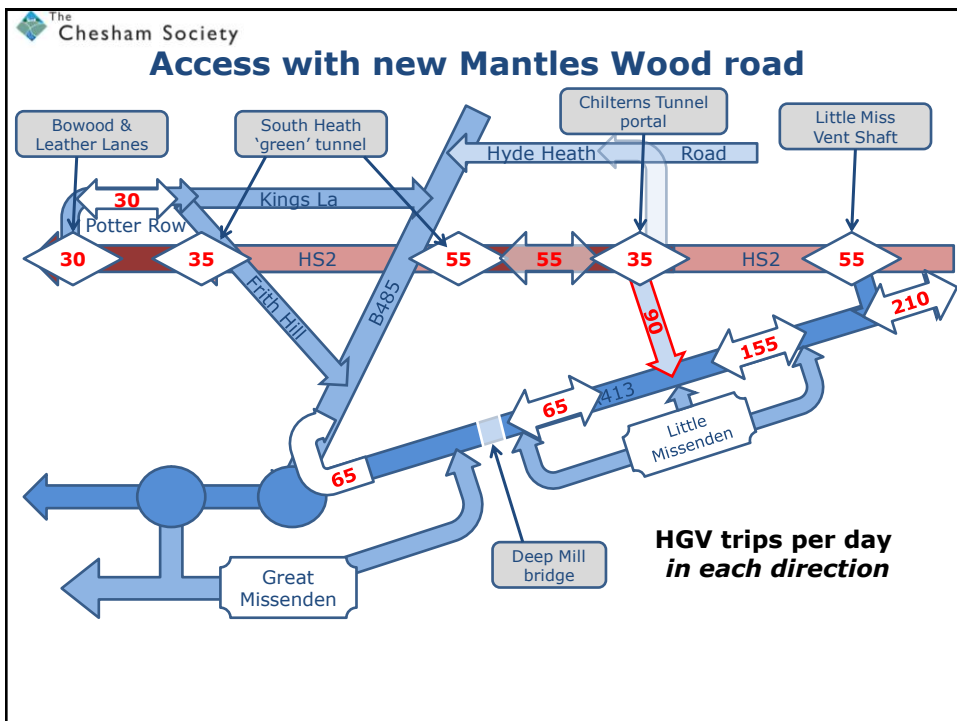 The
Chesham Society
Access with new Mantles Wood road
Bowood &
Leather Lanes
South Heath
‘green’ tunnel
Chilterns Tunnel
portal
Little Miss
Vent Shaft
Hyde Heath
Road
30
Kings La
Potter Row
30
35
HS2
55
55
35
HS2
55
210
Frith Hill
B485
90
155
65
A413
Little
Missenden
65
Deep Mill
bridge
Great
Missenden
HGV trips per day
in each direction